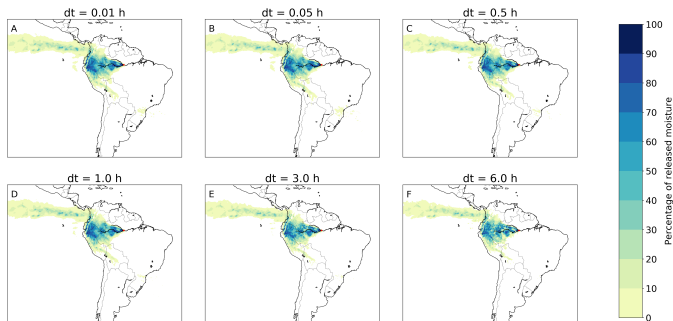 dt = 0.01 h
dt = 0.05 h
dt = 0.5 h
A
B
C
dt = 1.0 h
dt = 3.0 h
dt = 6.0 h
D
E
F
100
90
80
70
60
50
40
30
20
10
0
Percentage of released moisture